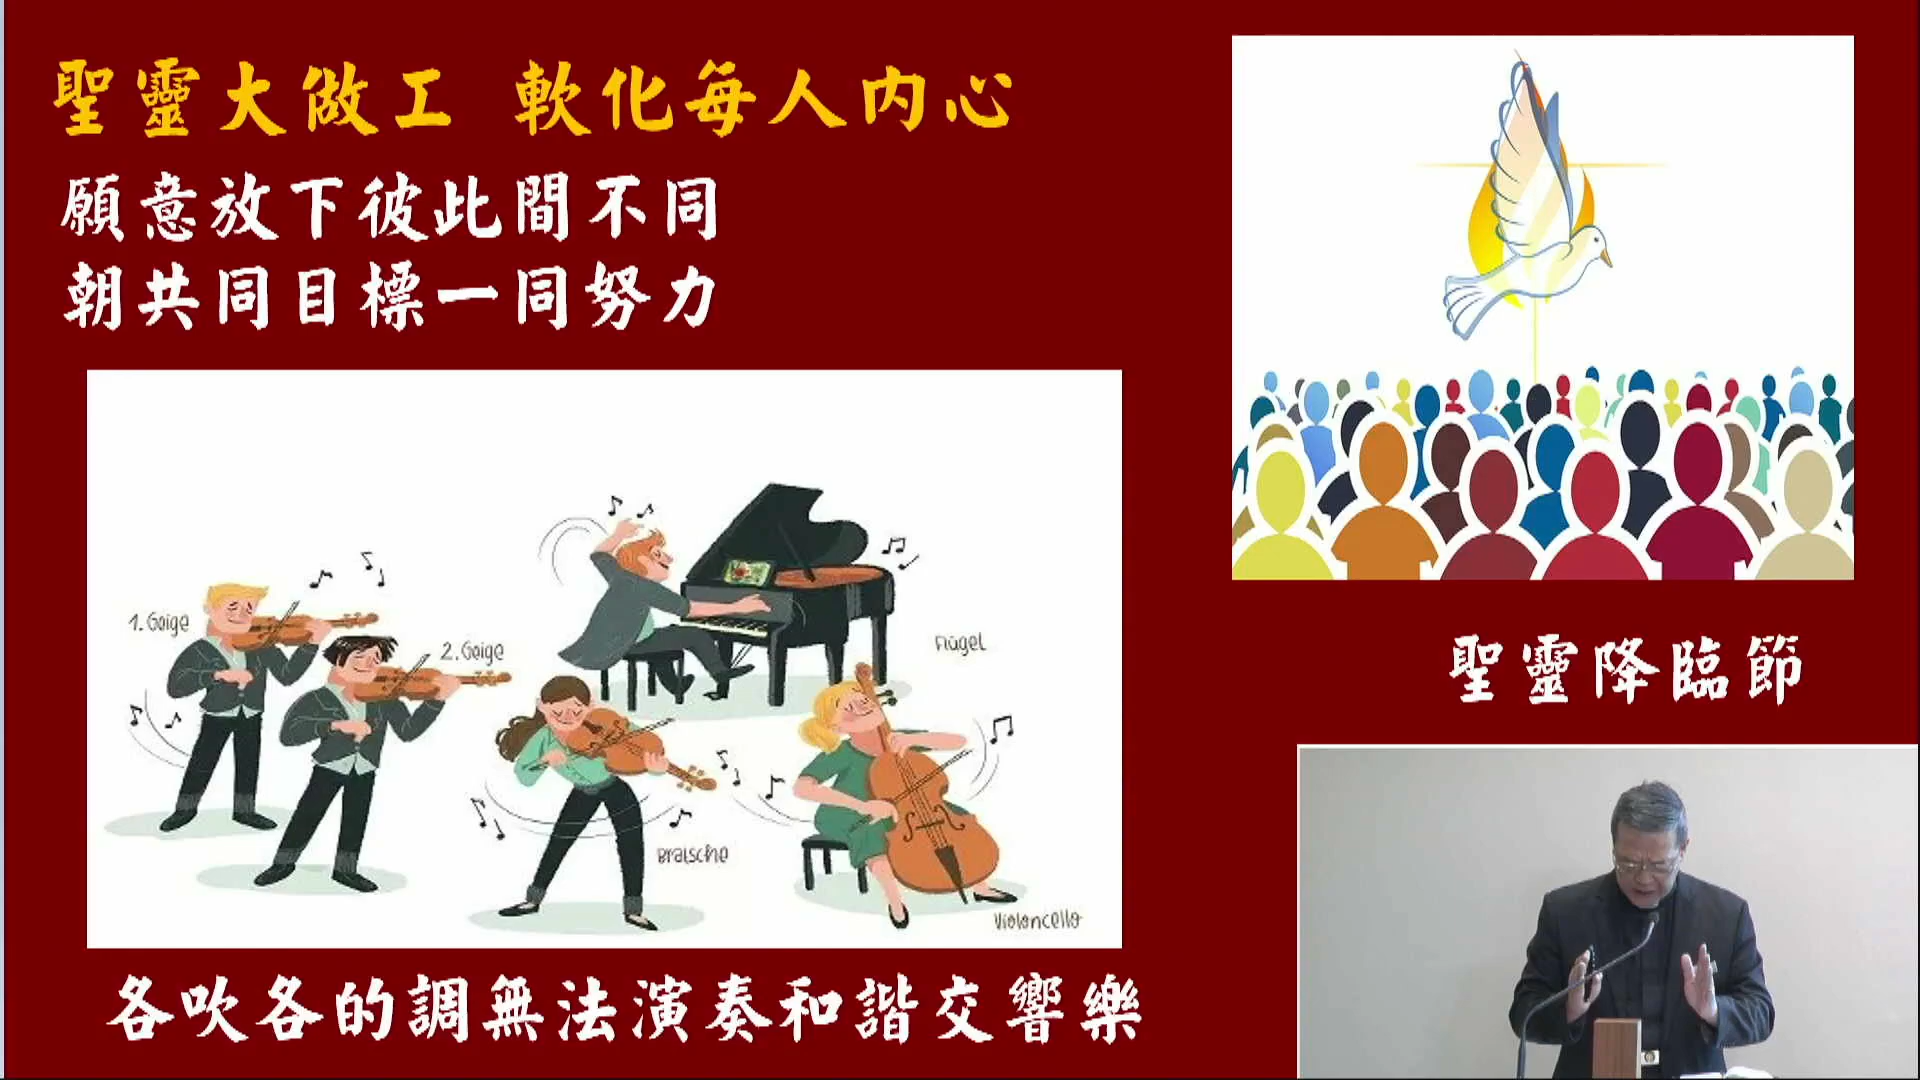 聖靈大做工 軟化每人内心
願意放下彼此間不同
朝共同目標一同努力
1. Geige
2. Geige
Flügel
Bratsche
Violoncello
各吹各的調無法演奏和諧交響樂
聖靈降臨節